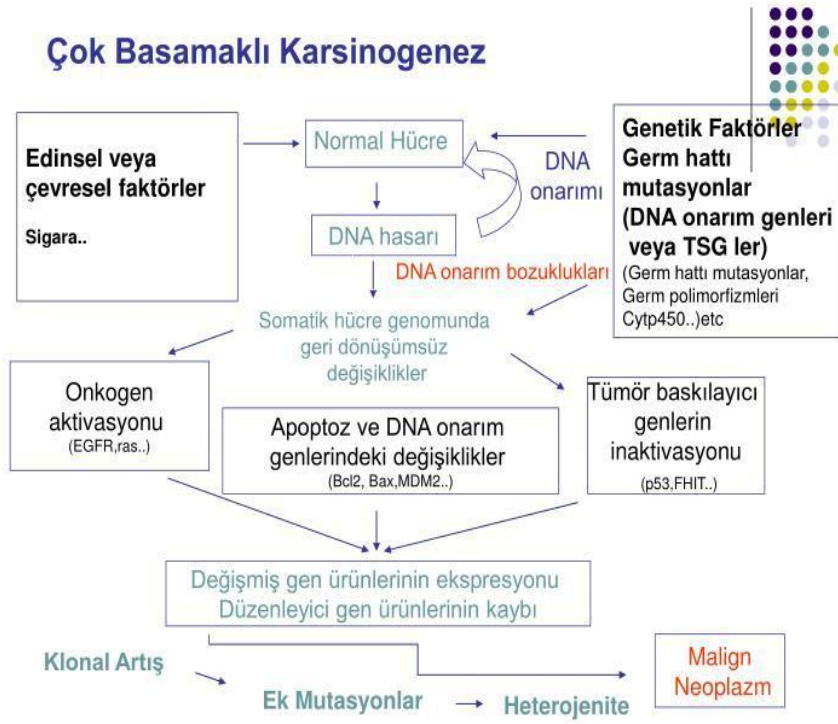 Çok Basamaklı Karsinogenez
Edinsel veya
çevresel faktörler
Sigara..
Normal Hücre
DNA
onarımı
Genetik Faktörler
Germ hattı
mutasyonlar
(DNA onarım genleri
veya TSG ler)
(Germ hattı mutasyonlar,
Germ polimorfizmleri
Cytp450..)etc
DNA hasarı
DNA onarım bozuklukları
Somatik hücre genomunda
geri dönüşümsüz
değişiklikler
Onkogen
aktivasyonu
(EGFR,ras..)
Apoptoz ve DNA onarım
genlerindeki değişiklikler
(Bcl2, Bax,MDM2..)
Tümör baskılayıcı
genlerin
inaktivasyonu
(p53,FHIT..)
Değişmiş gen ürünlerinin ekspresyonu
Düzenleyici gen ürünlerinin kaybı
Klonal Artış
Ek Mutasyonlar
Heterojenite
Malign
Neoplazm